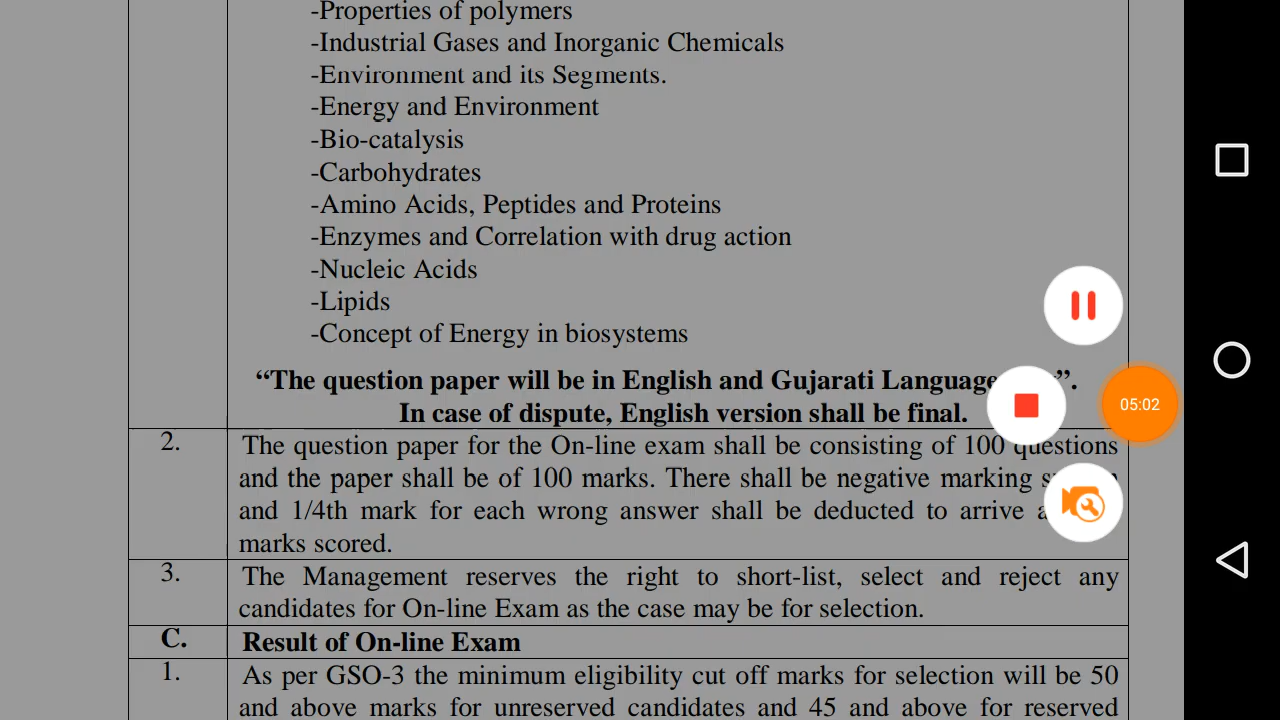 -Properties of polymers
-Industrial Gases and Inorganic Chemicals
-Environment and its Segments.
-Energy and Environment
-Bio-catalysis
-Carbohydrates
-Amino Acids, Peptides and Proteins
-Enzymes and Correlation with drug action
-Nucleic Acids
-Lipids
-Concept of Energy in biosystems
“The question paper will be in English and Gujarati Language ”.
In case of dispute, English version shall be final.
05:02
2. The question paper for the On-line exam shall be consisting of 100 questions
and the paper shall be of 100 marks. There shall be negative marking
and 1/4th mark for each wrong answer shall be deducted to arrive
marks scored.
3. The Management reserves the right to short-list, select and reject any
candidates for On-line Exam as the case may be for selection.
C. Result of On-line Exam
1. As per GSO-3 the minimum eligibility cut off marks for selection will be 50
and above marks for unreserved candidates and 45 and above for reserved